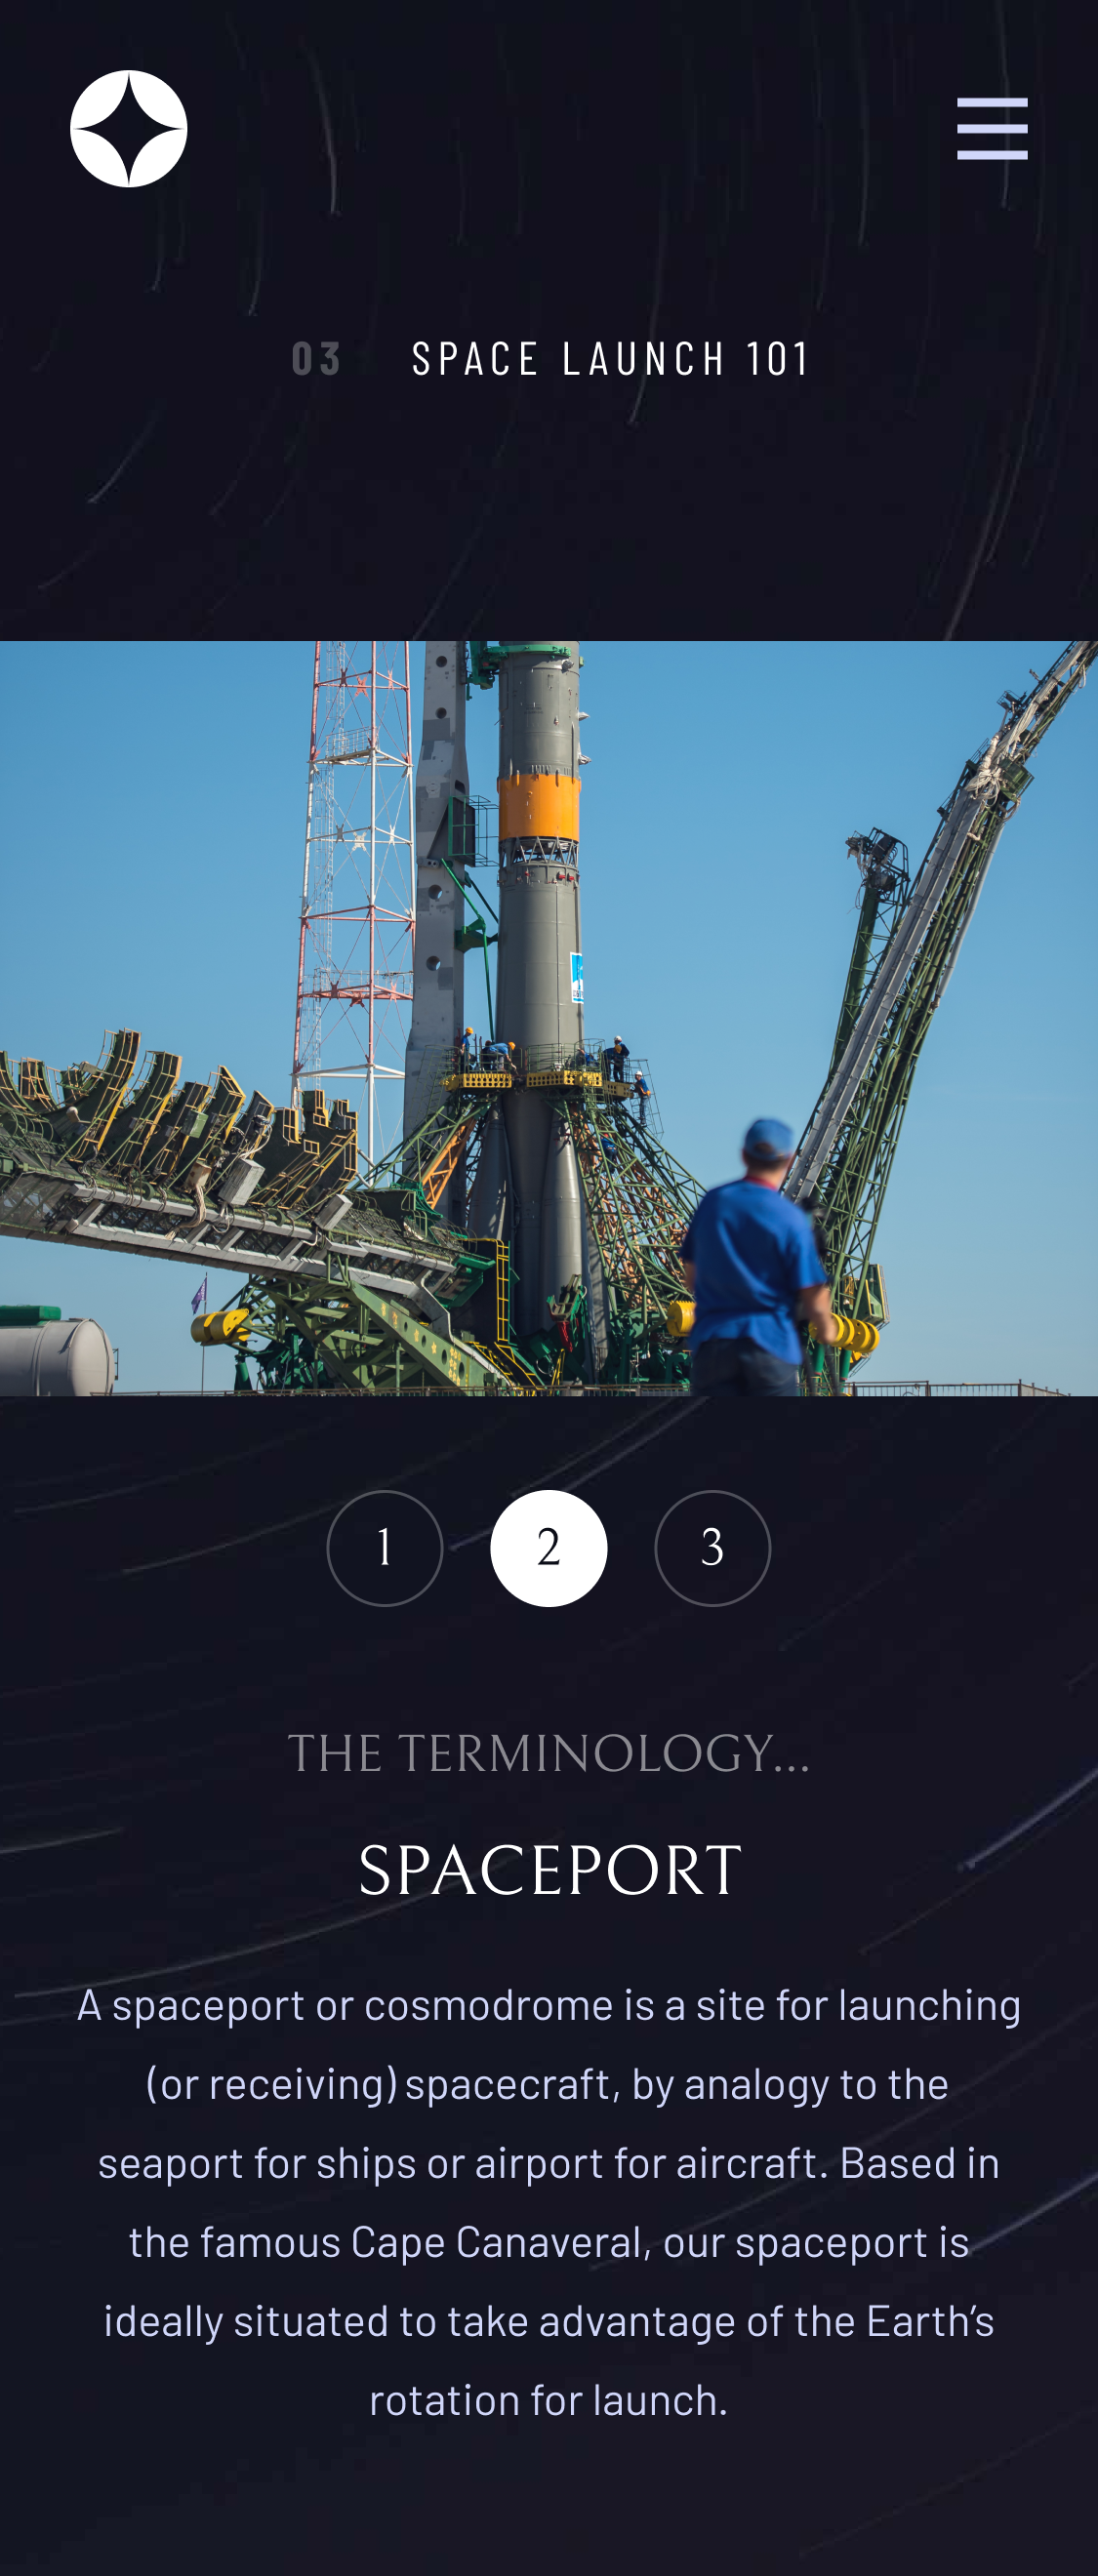 03 SPACE LAUNCH 101
1 2 3
THE TERMINOLOGY...
SPACEPORT
A spaceport or cosmodrome is a site for launching
(or receiving) spacecraft, by analogy to the
seaport for ships or airport for aircraft. Based in
the famous Cape Canaveral, our spaceport is
ideally situated to take advantage of the Earth’s
rotation for launch.